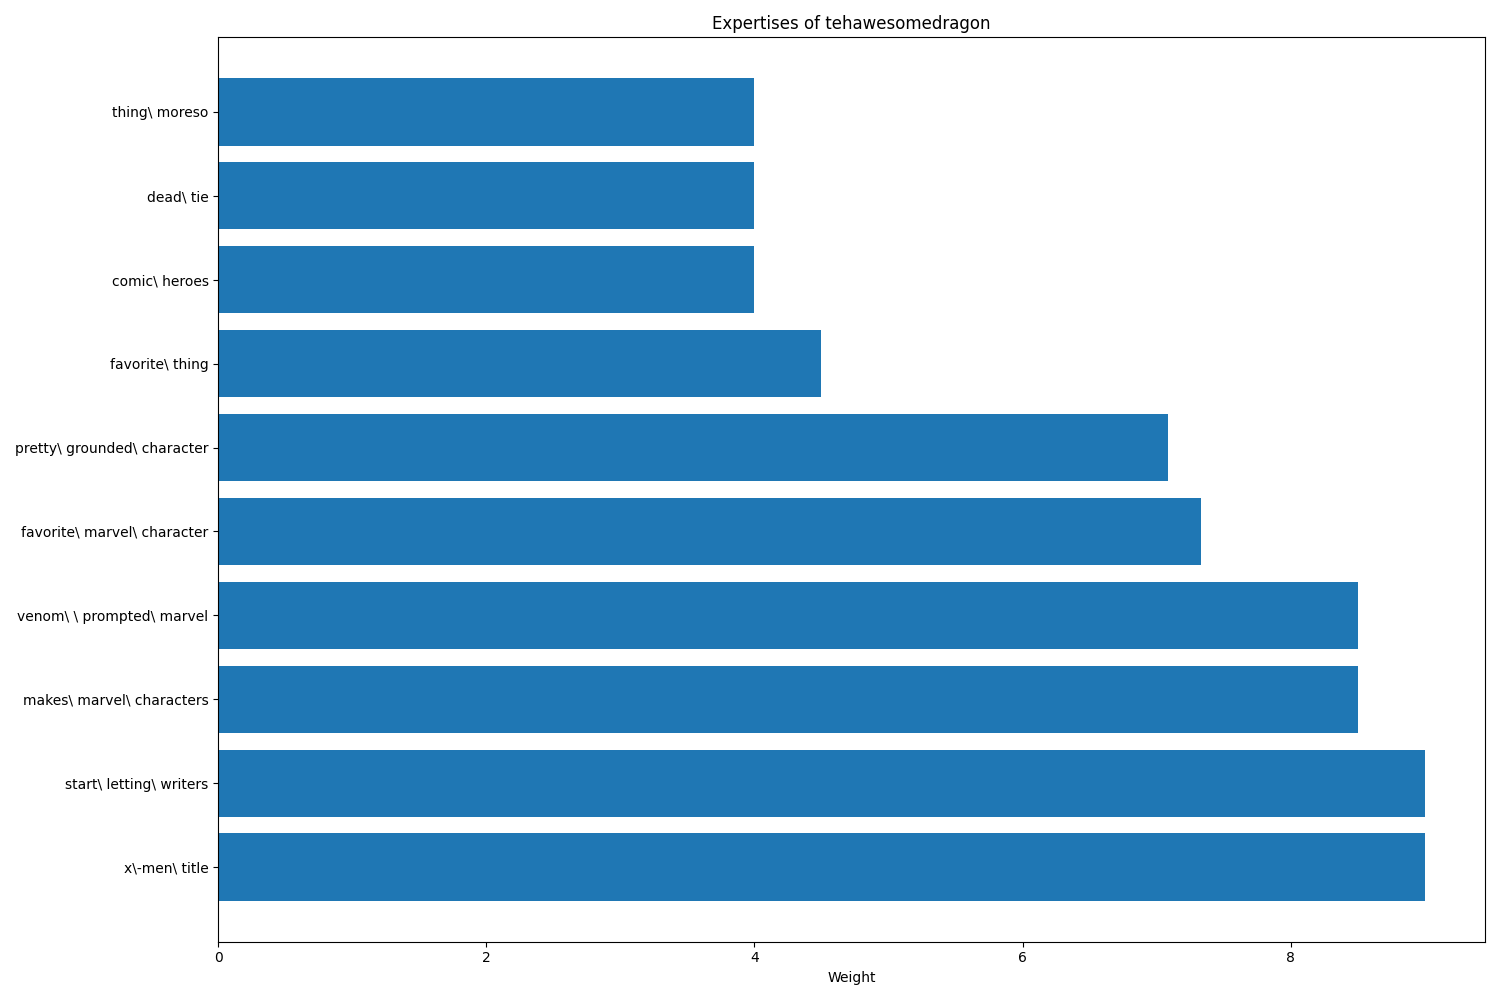 Expertises of tehawesomedragon
thing\ moreso
dead\ tie
comic\ heroes
favorite\ thing
pretty\ grounded\ character
favorite\ marvel\ character
venom\ \ prompted\ marvel
makes\ marvel\ characters
start\ letting\ writers
x\-men\ title
0 2 4 6 8
Weight